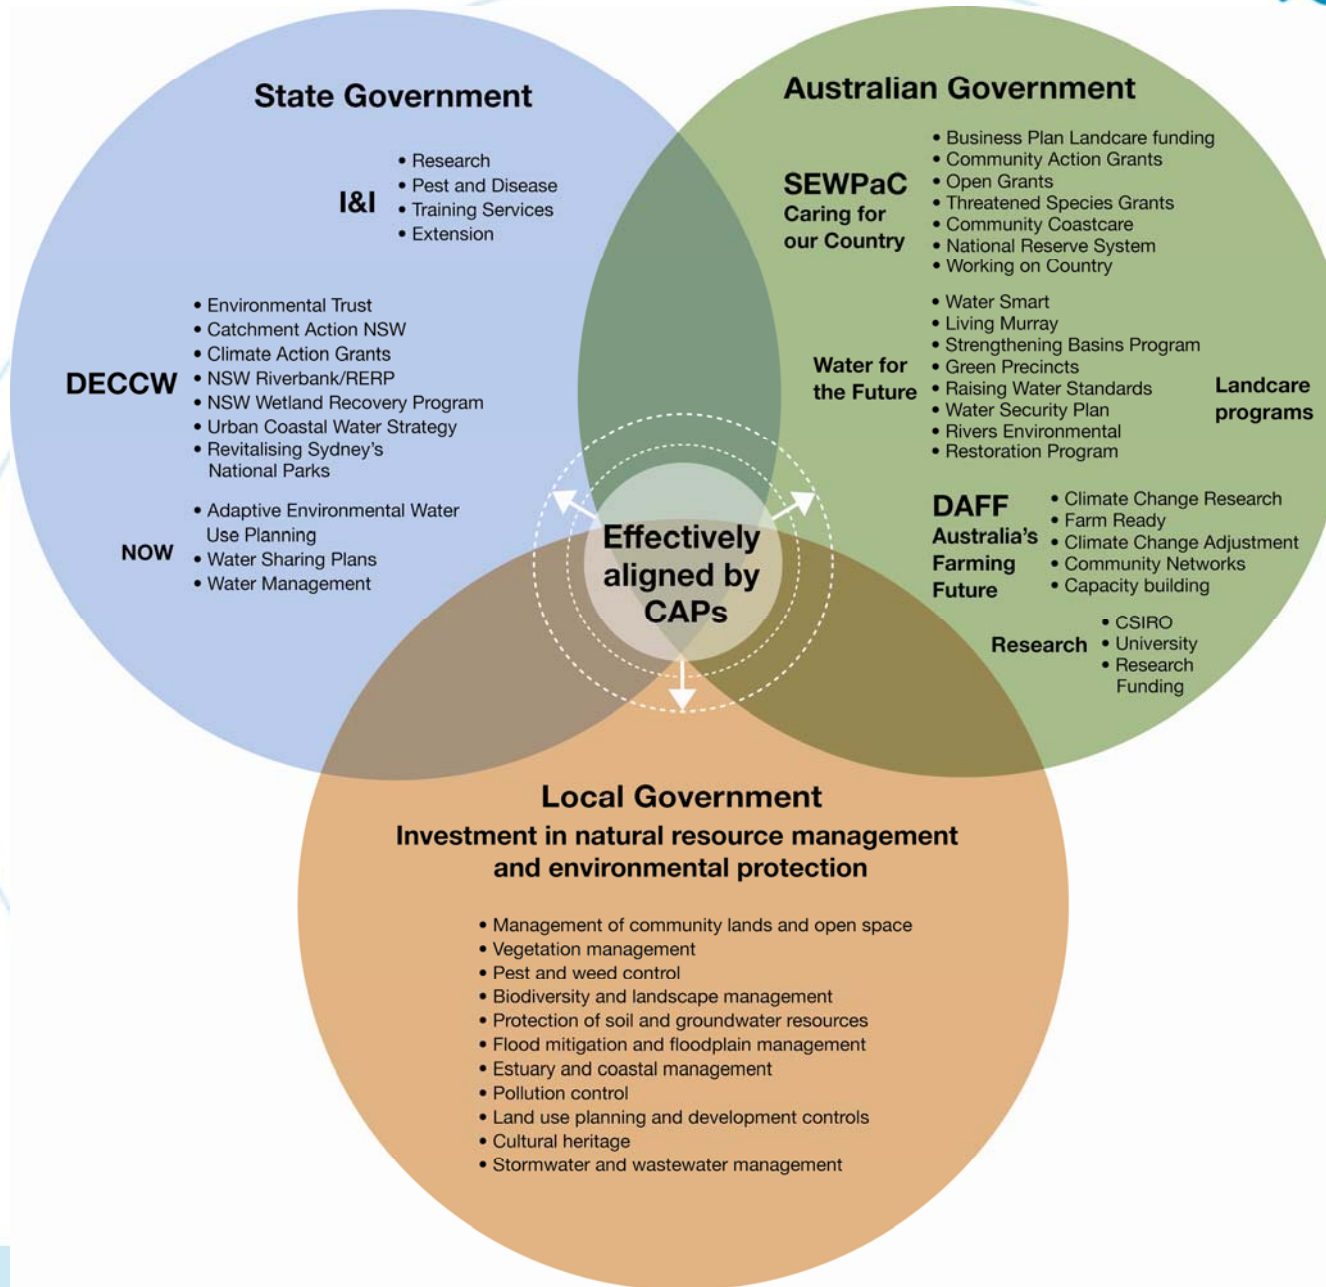 State Government
I&I
• Research
• Pest and Disease
• Training Services
• Extension
DECCW
• Environmental Trust
• Catchment Action NSW
• Climate Action Grants
• NSW Riverbank/RERP
• NSW Wetland Recovery Program
• Urban Coastal Water Strategy
• Revitalising Sydney's
National Parks
NOW
• Adaptive Environmental Water
Use Planning
• Water Sharing Plans
• Water Management
Australian Government
SEWPaC
Caring for
our Country
• Business Plan Landcare funding
• Community Action Grants
• Open Grants
• Threatened Species Grants
• Community Coastcare
• National Reserve System
• Working on Country
Water for
the Future
• Water Smart
• Living Murray
• Strengthening Basins Program
• Green Precincts
• Raising Water Standards
• Water Security Plan
• Rivers Environmental
• Restoration Program
Landcare
programs
DAFF
Australia's
Farming
Future
• Climate Change Research
• Farm Ready
• Climate Change Adjustment
• Community Networks
• Capacity building
Research
• CSIRO
• University
• Research
Funding
Effectively
aligned by
CAPs
Local Government
Investment in natural resource management
and environmental protection
• Management of community lands and open space
• Vegetation management
• Pest and weed control
• Biodiversity and landscape management
• Protection of soil and groundwater resources
• Flood mitigation and floodplain management
• Estuary and coastal management
• Pollution control
• Land use planning and development controls
• Cultural heritage
• Stormwater and wastewater management